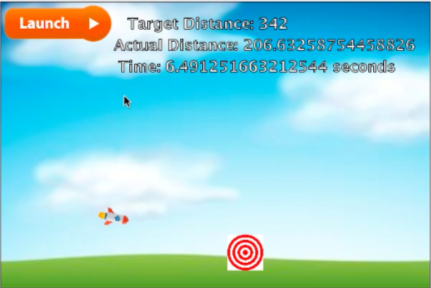 Launch
Target Distance: 342
Actual Distance: 206.63258754458826
Time: 6.491251663212544 seconds